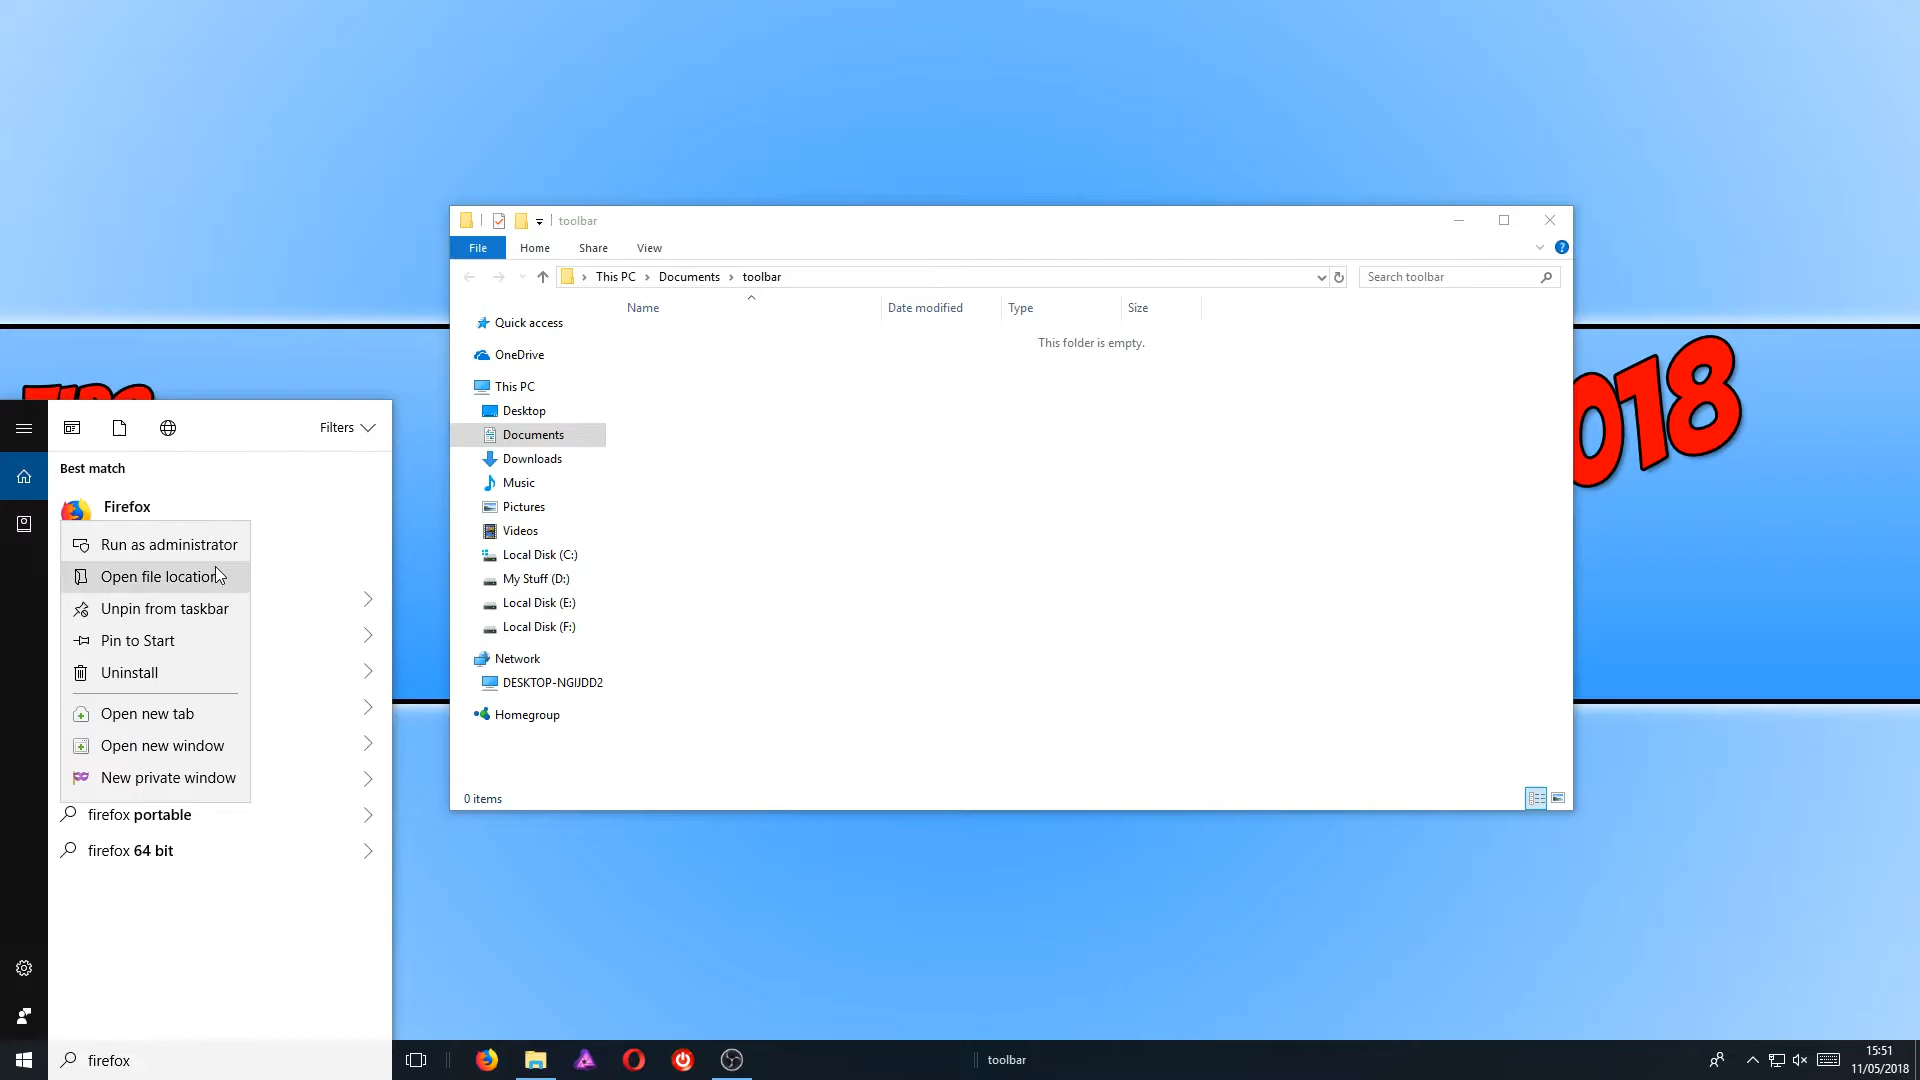 toolbar
File
Home
Share
View
This PC
Documents
toolbar
Search toolbar
Name
Date modified
Type
Size
This folder is empty.
Quick access
OneDrive
This PC
Desktop
Documents
Downloads
Music
Pictures
Videos
Local Disk (C:)
My Stuff (D:)
Local Disk (E:)
Local Disk (F:)
Network
DESKTOP-NGIJDD2
Homegroup
0 items
018
Filters
Best match
Firefox
Run as administrator
Open file location
Unpin from taskbar
Pin to Start
Uninstall
Open new tab
Open new window
New private window
firefox portable
firefox 64 bit
firefox
toolbar
15:51
11/05/2018